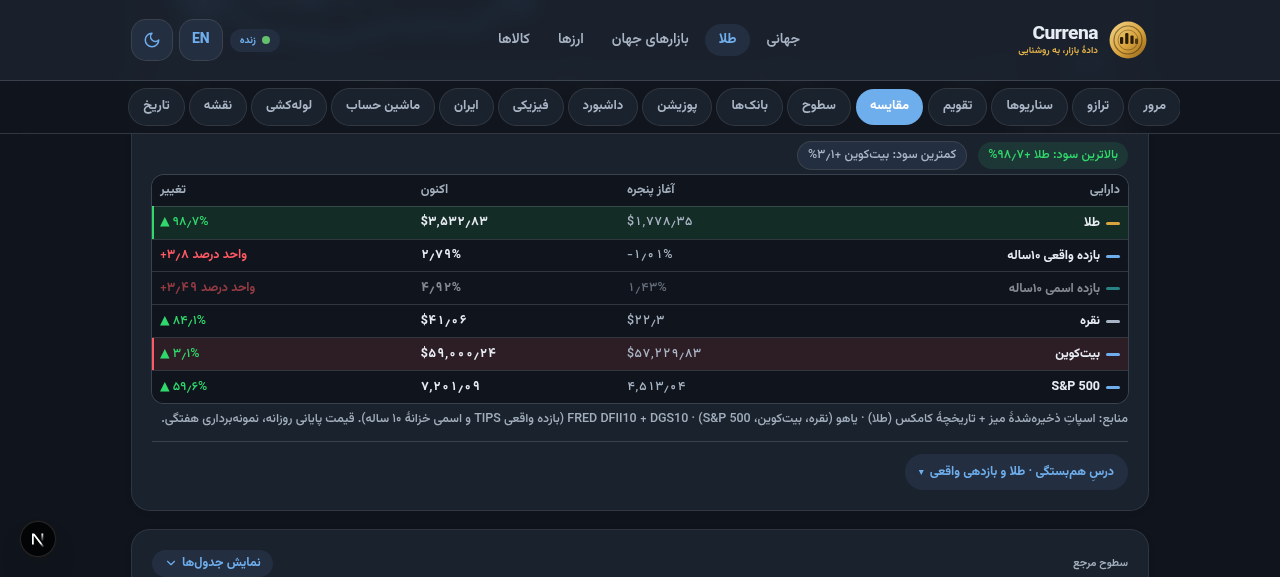 Currena
دادهٔ بازار، به روشنایی
جهانی طلا بازارهای جهان ارزها کالاها
زنده EN
مرور ترازو سناریوها تقویم مقایسه سطوح بانک‌ها پوزیشن داشبورد فیزیکی ایران ماشین حساب لوله‌کشی نقشه تاریخ
بالاترین سود: طلا +۹۸٫۷% کمترین سود: بیت‌کوین +۳٫۱%
دارایی آغاز پنجره اکنون تغییر
طلا $۱,۷۷۸٫۳۵ $۳,۵۳۲٫۸۳ ▲ ۹۸٫۷%
بازده واقعی ۱۰ساله -۱٫۰۱% ۲٫۷۹% +۳٫۸ واحد درصد
بازده اسمی ۱۰ساله ۱٫۴۳% ۴٫۹۲% +۳٫۴۹ واحد درصد
نقره $۲۲٫۳ $۴۱٫۰۶ ▲ ۸۴٫۱%
بیت‌کوین $۵۷,۲۲۹٫۸۳ $۵۹,۰۰۰٫۲۴ ▲ ۳٫۱%
S&P 500 ۴,۵۱۳٫۰۴ ۷,۲۰۱٫۰۹ ▲ ۵۹٫۶%
منابع: اسپاتِ ذخیره‌شدهٔ میز + تاریخچهٔ کامکس (طلا) · یاهو (نقره، بیت‌کوین، S&P 500) · FRED DFII10 + DGS10 (بازده واقعی TIPS و اسمی خزانهٔ ۱۰ ساله). قیمت پایانی روزانه، نمونه‌برداری هفتگی.
درسِ هم‌بستگی · طلا و بازدهی واقعی ▾
سطوح مرجع نمایش جدول‌ها
N